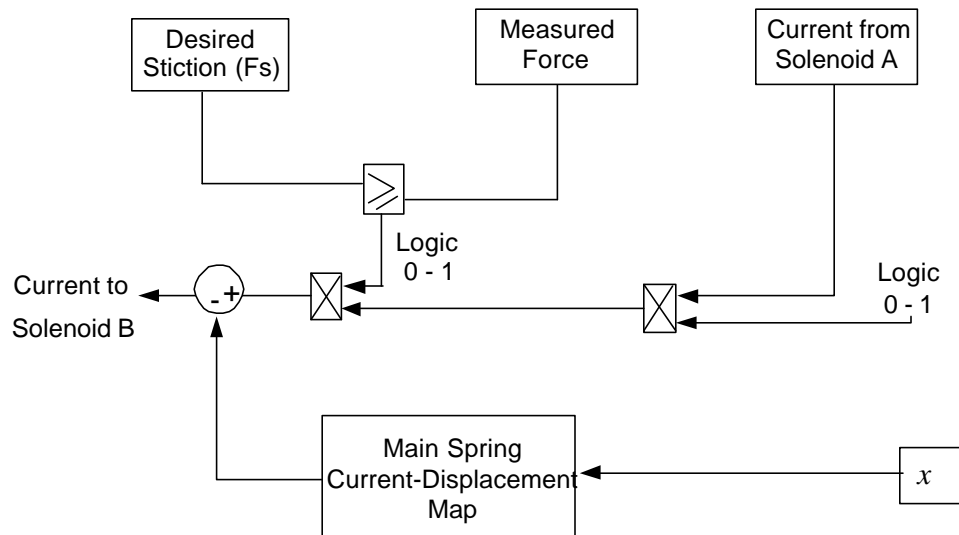 Desired
Stiction (Fs)
Measured
Force
Current from
Solenoid A
≥
Logic
0 - 1
Logic
0 - 1
Current to
Solenoid B
- +
Main Spring
Current-Displacement
Map
x